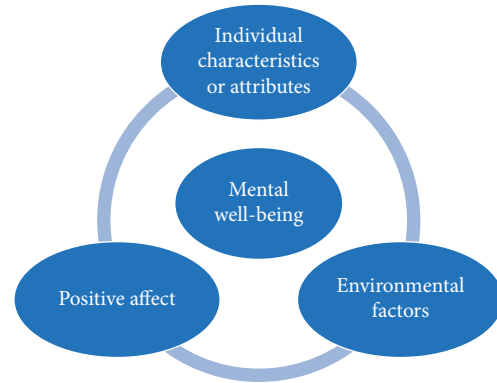 Individual
characteristics
or attributes
Mental
well-being
Positive affect
Environmental
factors